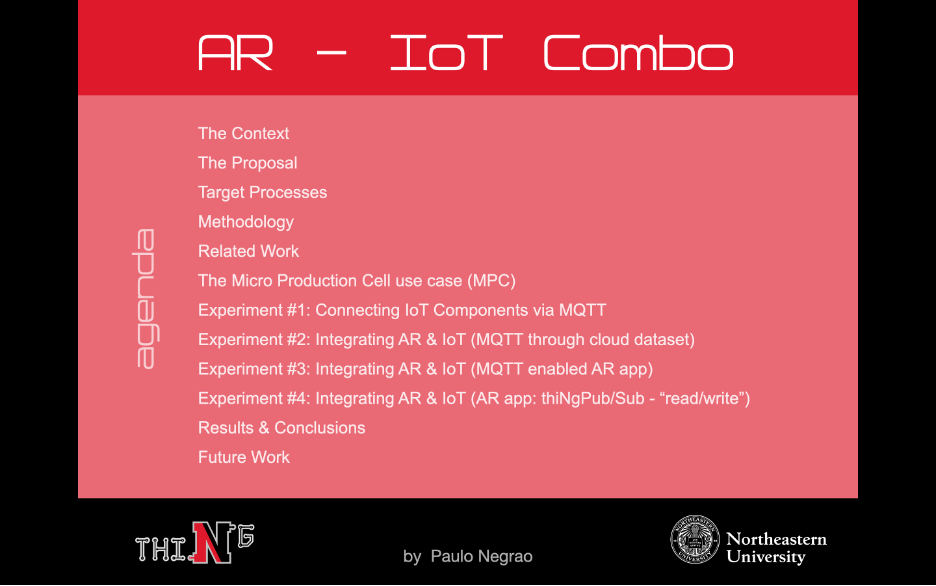 AR - IoT Combo
agenda
The Context
The Proposal
Target Processes
Methodology
Related Work
The Micro Production Cell use case (MPC)
Experiment #1: Connecting IoT Components via MQTT
Experiment #2: Integrating AR & IoT (MQTT through cloud dataset)
Experiment #3: Integrating AR & IoT (MQTT enabled AR app)
Experiment #4: Integrating AR & IoT (AR app: thiNgPub/Sub - “read/write”)
Results & Conclusions
Future Work
THI.NG
by Paulo Negrao
Northeastern
University